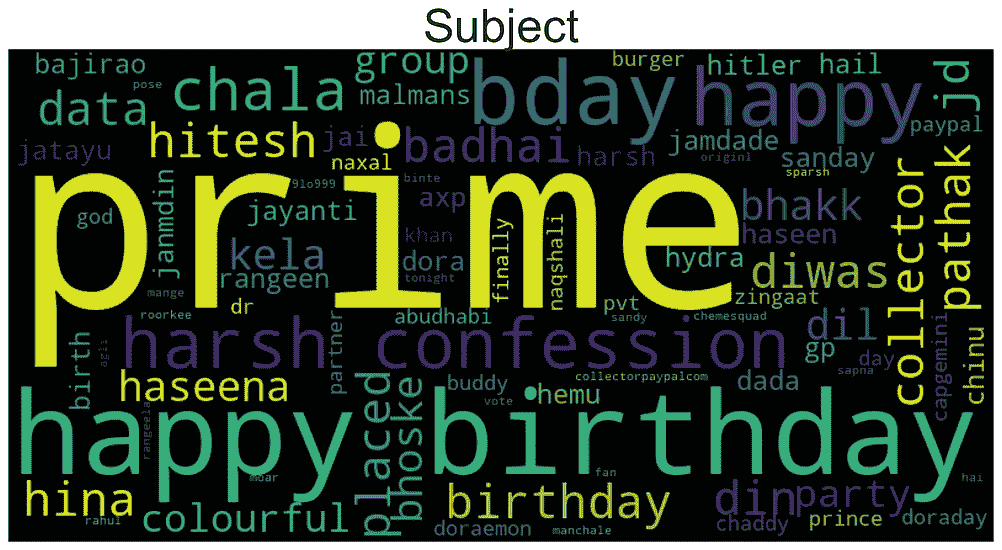 Subject
bajirao
pose
group
burger
hitler hail
data
chala
malmans
bday
happy
jd
paypal
hitesh
jai
badhai
harsh
jamdade
jatayu
naxal
originl
sanday
sparsh
prime
91o999
binte
axp
bhakk
collector
pathak
god
janmdin
jayanti
khan
finally
naqshali
haseen
kela
dora
hydra
diwas
rangeen
tonight
mange
dr
abudhabi
pvt
zingaat
roorkee
sandy
chemesquad
dil
harsh confession
gp
day
birth
agli
partner
sapna
capgemini
chinu
haseena
placed
bhoske
buddy
collectorpaypalcom
dada
hemu
vote
happy birthday
rangeela
moar
fan
hai
hina
birthday
din
party
rahul
colourful
doraemon
manchale
chaddy
prince
doraday